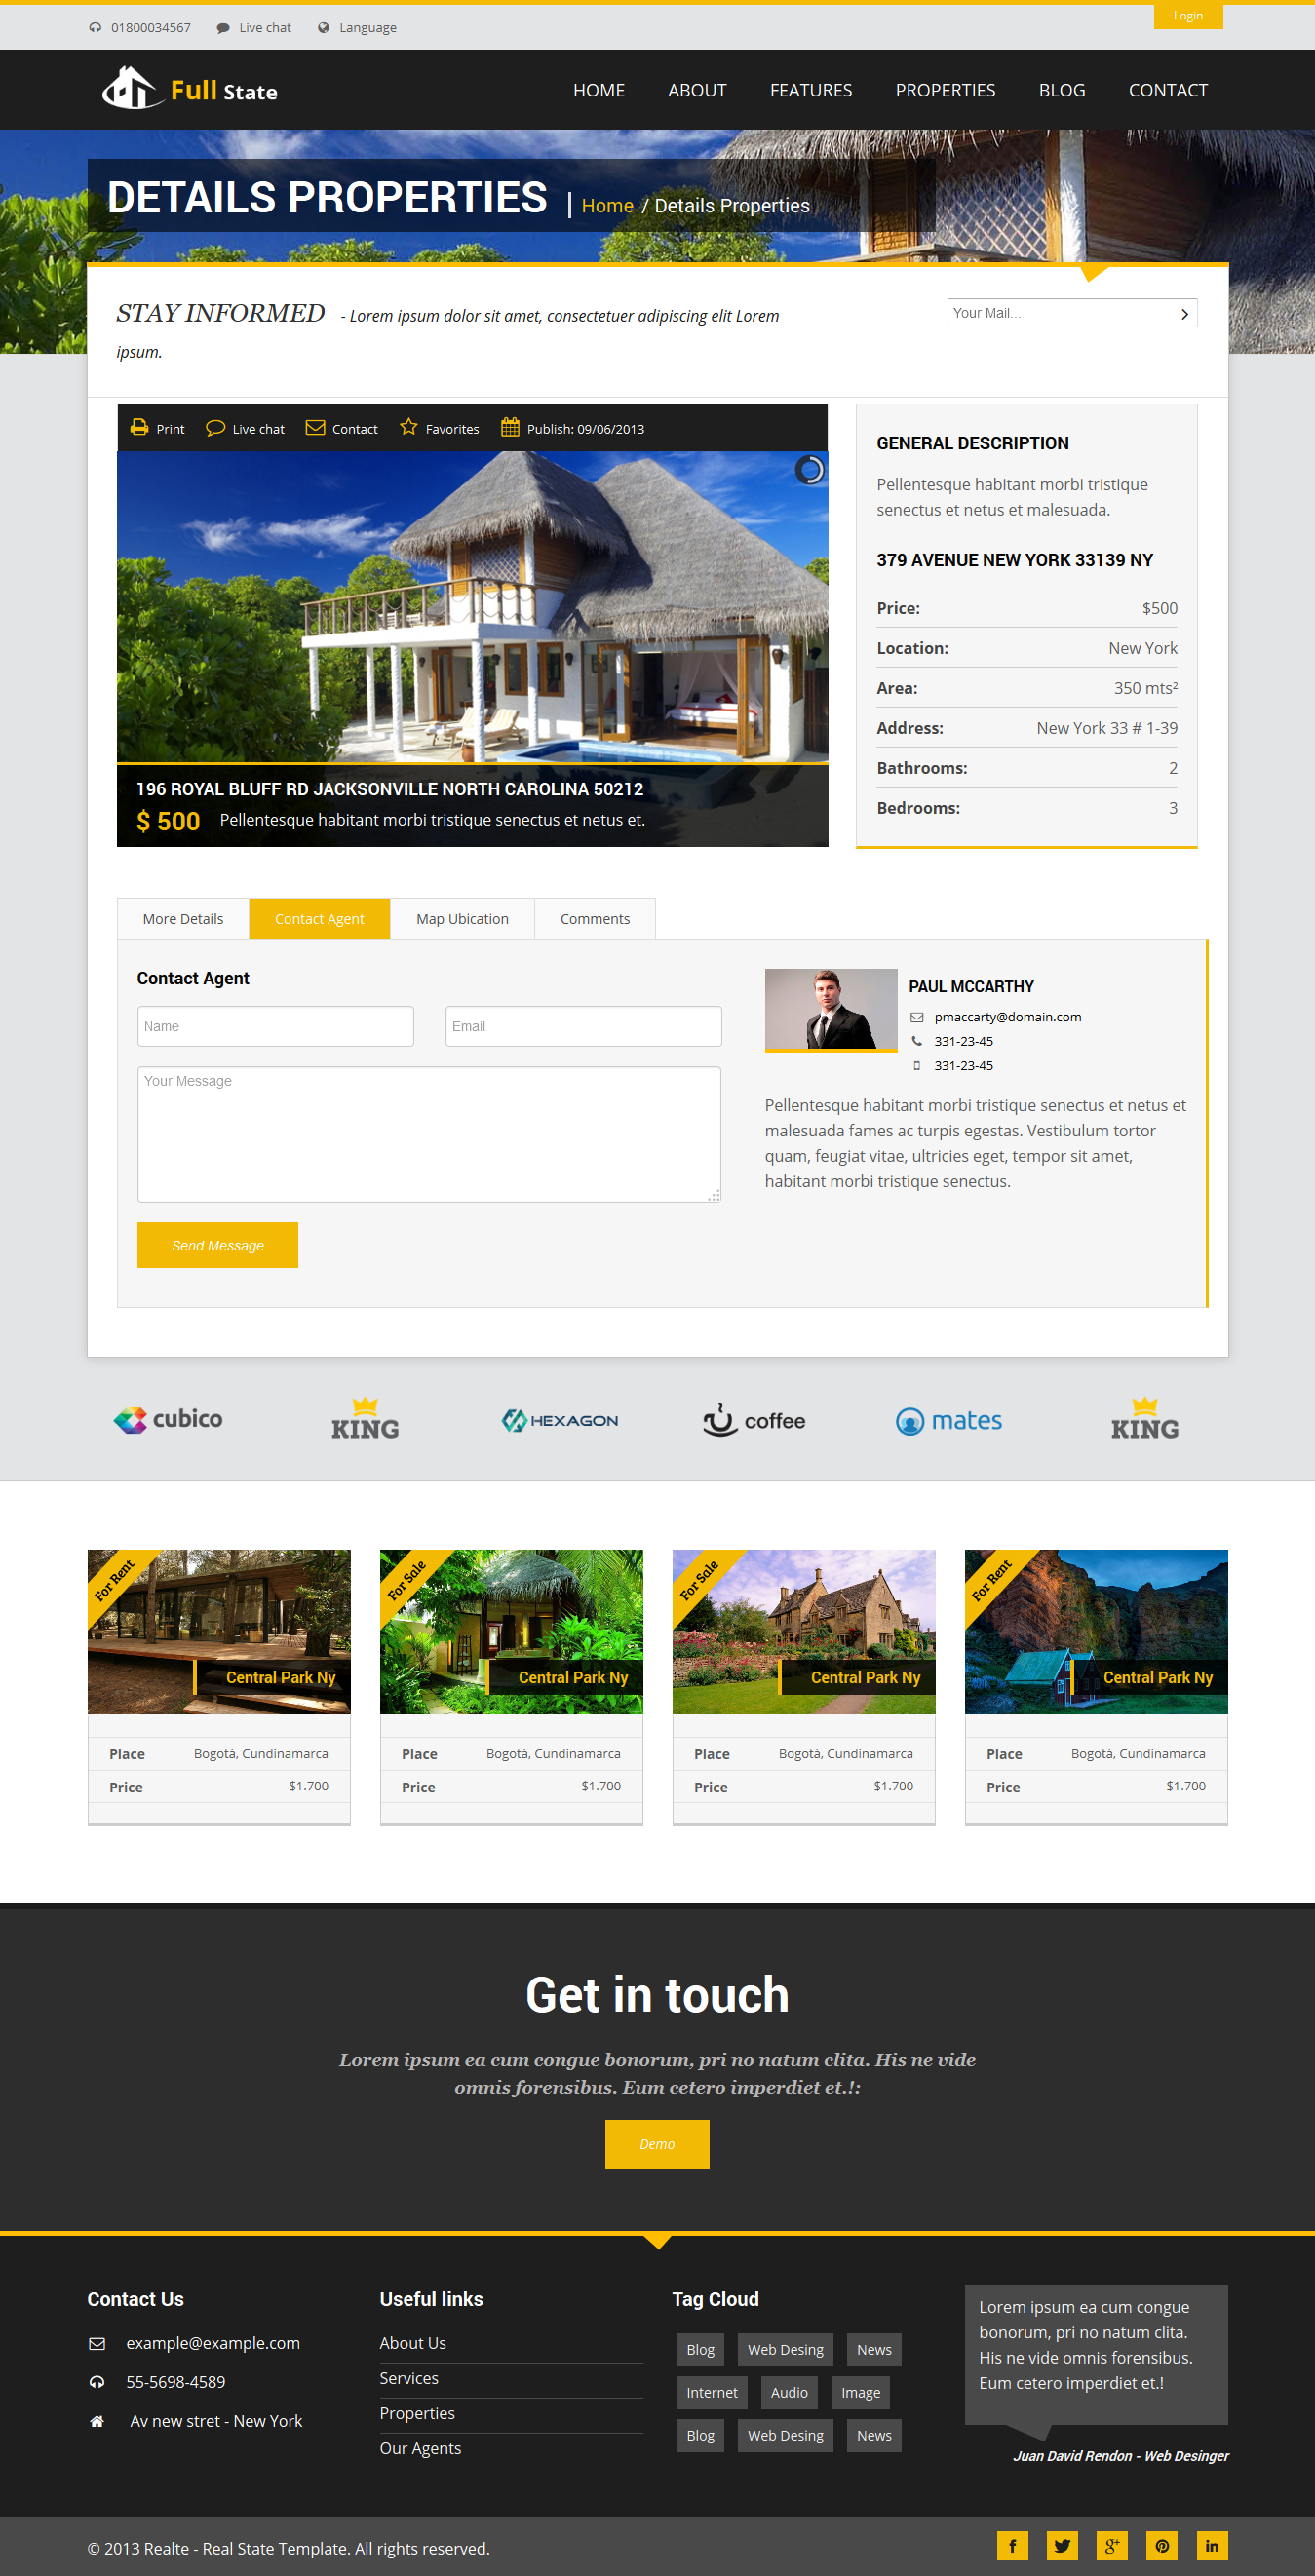 01800034567 Live chat Language Login
Full State HOME ABOUT FEATURES PROPERTIES BLOG CONTACT
DETAILS PROPERTIES | Home / Details Properties
STAY INFORMED - Lorem ipsum dolor sit amet, consectetuer adipiscing elit Lorem
ipsum.
Your Mail...
Print Live chat Contact Favorites Publish: 09/06/2013
196 ROYAL BLUFF RD JACKSONVILLE NORTH CAROLINA 50212
$ 500 Pellentesque habitant morbi tristique senectus et netus et.
GENERAL DESCRIPTION
Pellentesque habitant morbi tristique
senectus et netus et malesuada.
379 AVENUE NEW YORK 33139 NY
Price: $500
Location: New York
Area: 350 mts²
Address: New York 33 # 1-39
Bathrooms: 2
Bedrooms: 3
More Details Contact Agent Map Ubication Comments
Contact Agent
Name Email
Your Message
Send Message
PAUL MCCARTHY
pmaccarty@domain.com
331-23-45
331-23-45
Pellentesque habitant morbi tristique senectus et netus et
malesuada fames ac turpis egestas. Vestibulum tortor
quam, feugiat vitae, ultricies eget, tempor sit amet,
habitant morbi tristique senectus.
cubico KING HEXAGON coffee mates KING
For Rent
Central Park Ny
Place Bogotá, Cundinamarca
Price $1.700
For Sale
Central Park Ny
Place Bogotá, Cundinamarca
Price $1.700
For Sale
Central Park Ny
Place Bogotá, Cundinamarca
Price $1.700
For Rent
Central Park Ny
Place Bogotá, Cundinamarca
Price $1.700
Get in touch
Lorem ipsum ea cum congue bonorum, pri no natum clita. His ne vide
omnis forensibus. Eum cetero imperdiet et.!:
Demo
Contact Us
example@example.com
55-5698-4589
Av new stret - New York
Useful links
About Us
Services
Properties
Our Agents
Tag Cloud
Blog Web Desing News
Internet Audio Image
Blog Web Desing News
Lorem ipsum ea cum congue
bonorum, pri no natum clita.
His ne vide omnis forensibus.
Eum cetero imperdiet et.!
Juan David Rendon - Web Desinger
© 2013 Realte - Real State Template. All rights reserved.